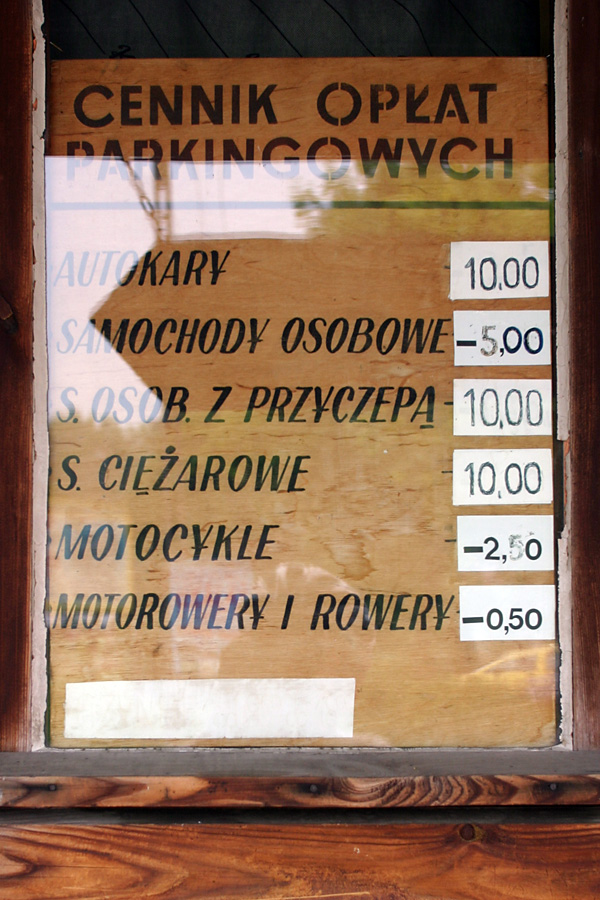 CENNIK OPŁAT
PARKINGOWYCH
AUTOKARY 10.00
SAMOCHODY OSOBOWE -5,00
S. OSOB. Z PRZYCZEPĄ 10,00
S. CIĘŻAROWE 10,00
MOTOCYKLE -2,50
MOTOROWERY I ROWERY -0,50